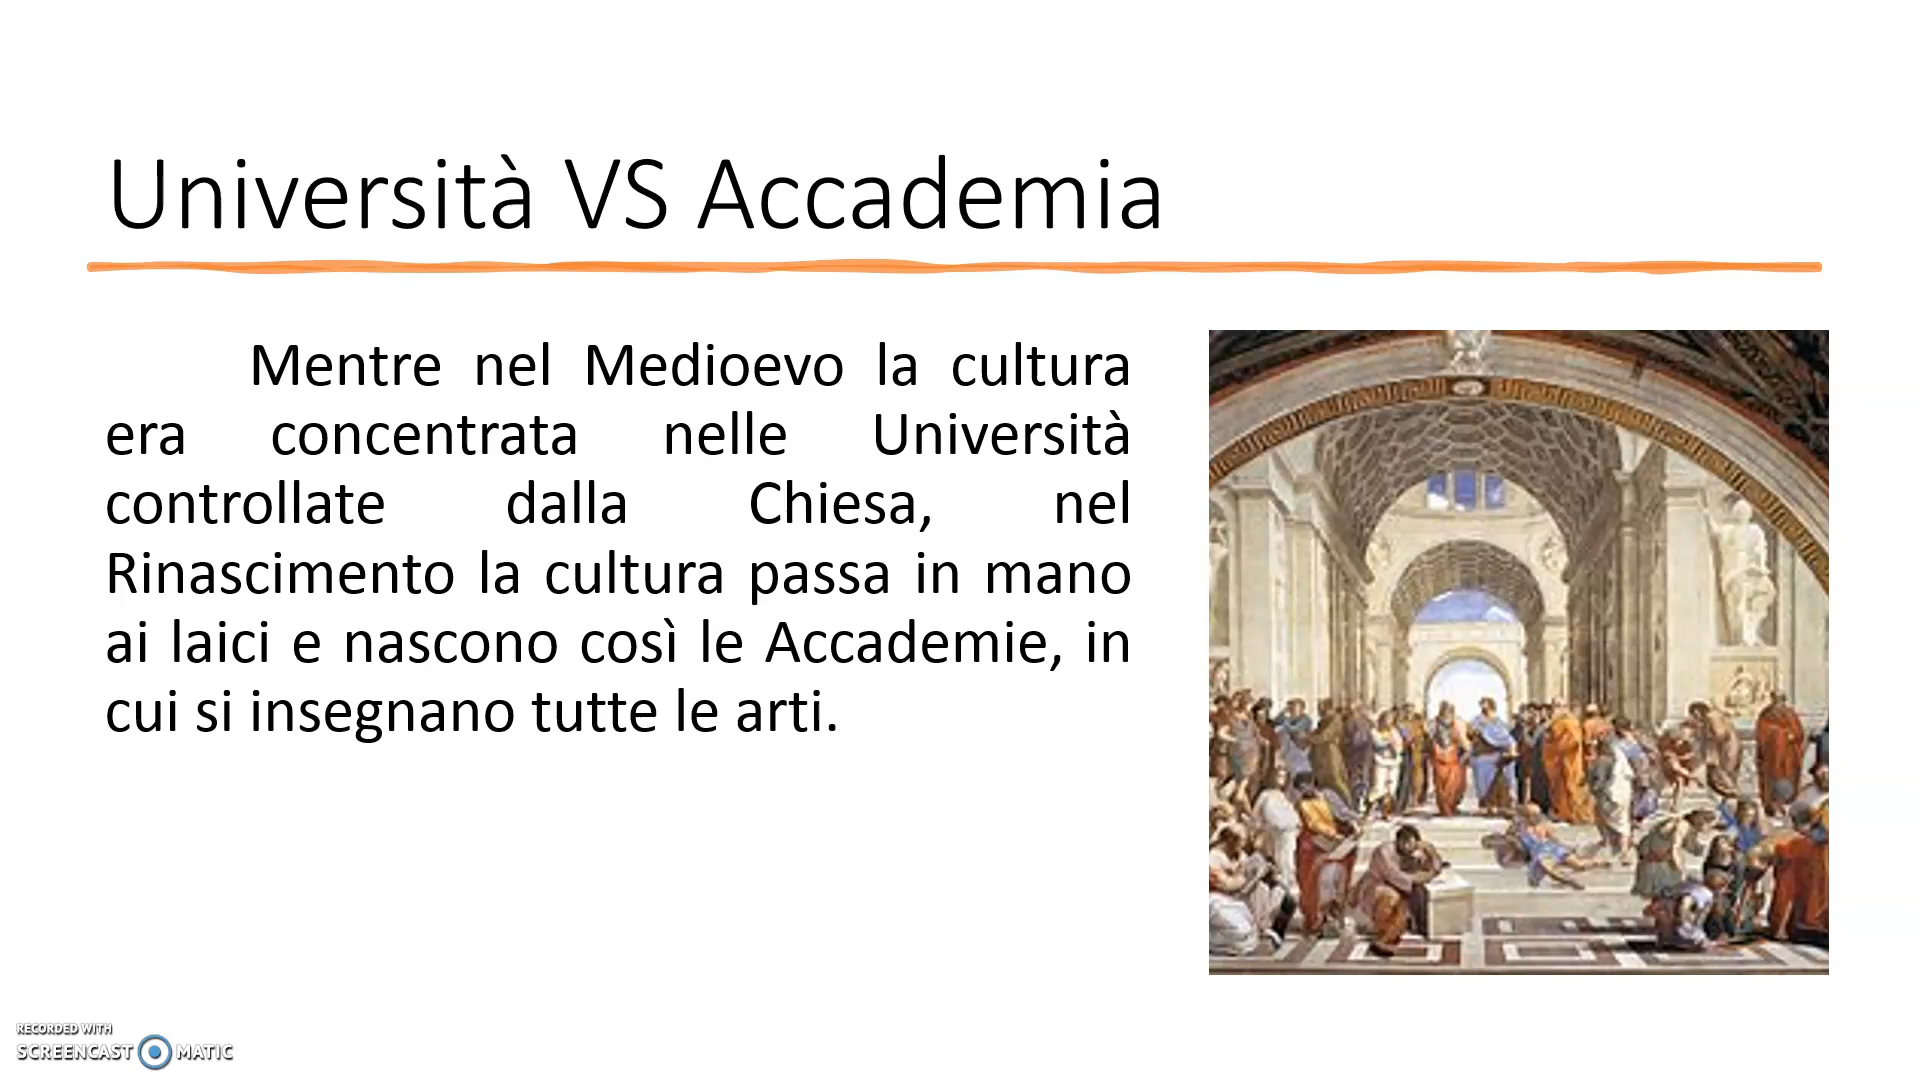 Università VS Accademia
Mentre nel Medioevo la cultura
era concentrata nelle Università
controllate dalla Chiesa, nel
Rinascimento la cultura passa in mano
ai laici e nascono così le Accademie, in
cui si insegnano tutte le arti.
RECORDED WITH
SCREENCAST MATIC